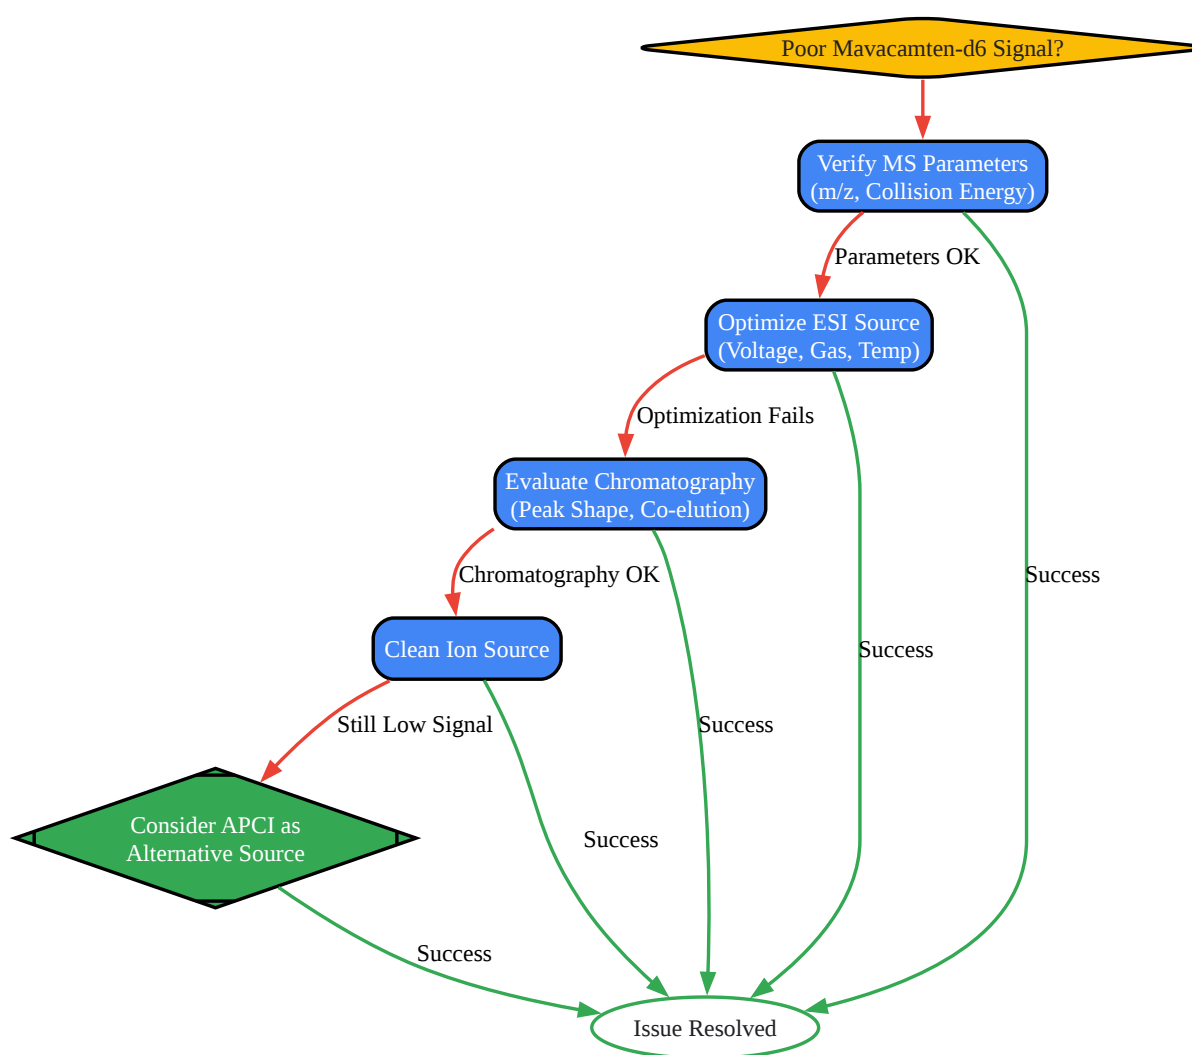 Poor Mavacamten-d6 Signal?
Verify MS Parameters
(m/z, Collision Energy)
Parameters OK
Optimize ESI Source
(Voltage, Gas, Temp)
Optimization Fails
Evaluate Chromatography
(Peak Shape, Co-elution)
Chromatography OK
Success
Clean Ion Source
Success
Still Low Signal
Success
Consider APCI as
Alternative Source
Success
Success
Issue Resolved